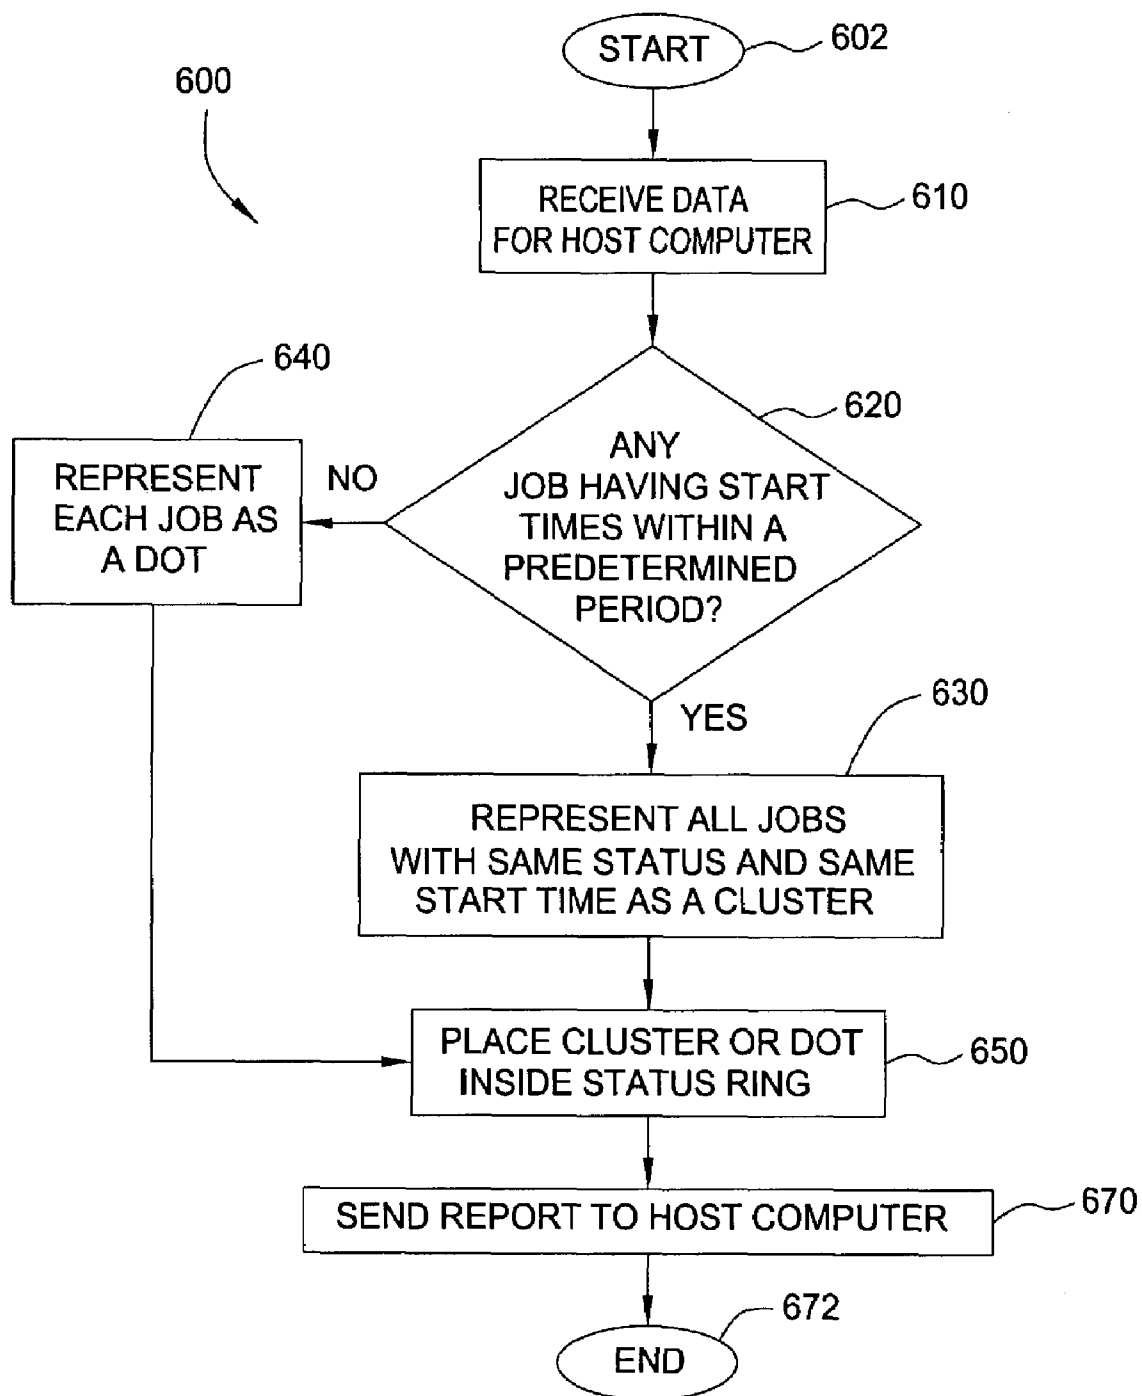 START
602
600
RECEIVE DATA
FOR HOST COMPUTER
610
640
620
REPRESENT
EACH JOB AS
A DOT
NO
ANY
JOB HAVING START
TIMES WITHIN A
PREDETERMINED
PERIOD?
YES
630
REPRESENT ALL JOBS
WITH SAME STATUS AND SAME
START TIME AS A CLUSTER
PLACE CLUSTER OR DOT
INSIDE STATUS RING
650
SEND REPORT TO HOST COMPUTER
670
672
END